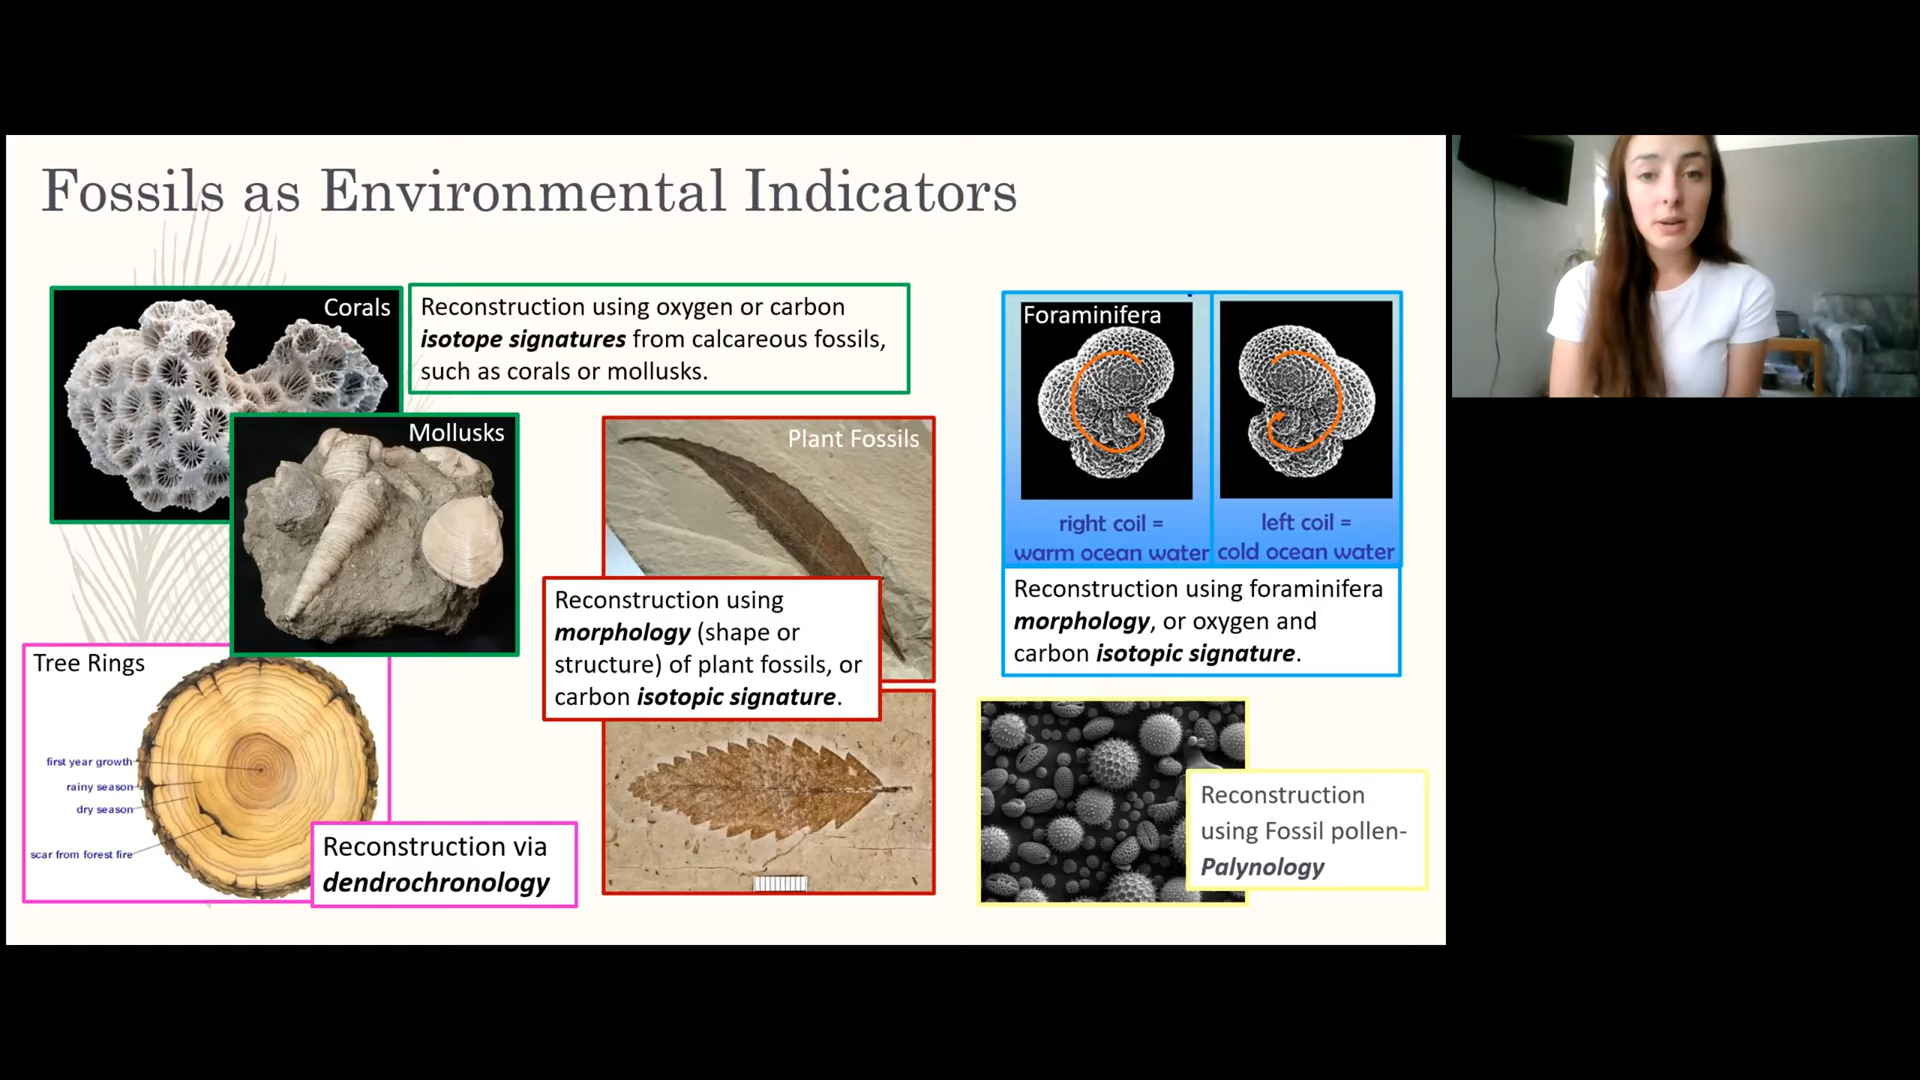 Fossils as Environmental Indicators
Corals
Reconstruction using oxygen or carbon
isotope signatures from calcareous fossils,
such as corals or mollusks.
Mollusks
Tree Rings
first year growth
rainy season
dry season
scar from forest fire
Reconstruction via
dendrochronology
Plant Fossils
Reconstruction using
morphology (shape or
structure) of plant fossils, or
carbon isotopic signature.
Foraminifera
right coil =
warm ocean water
left coil =
cold ocean water
Reconstruction using foraminifera
morphology, or oxygen and
carbon isotopic signature.
Reconstruction
using Fossil pollen-
Palynology